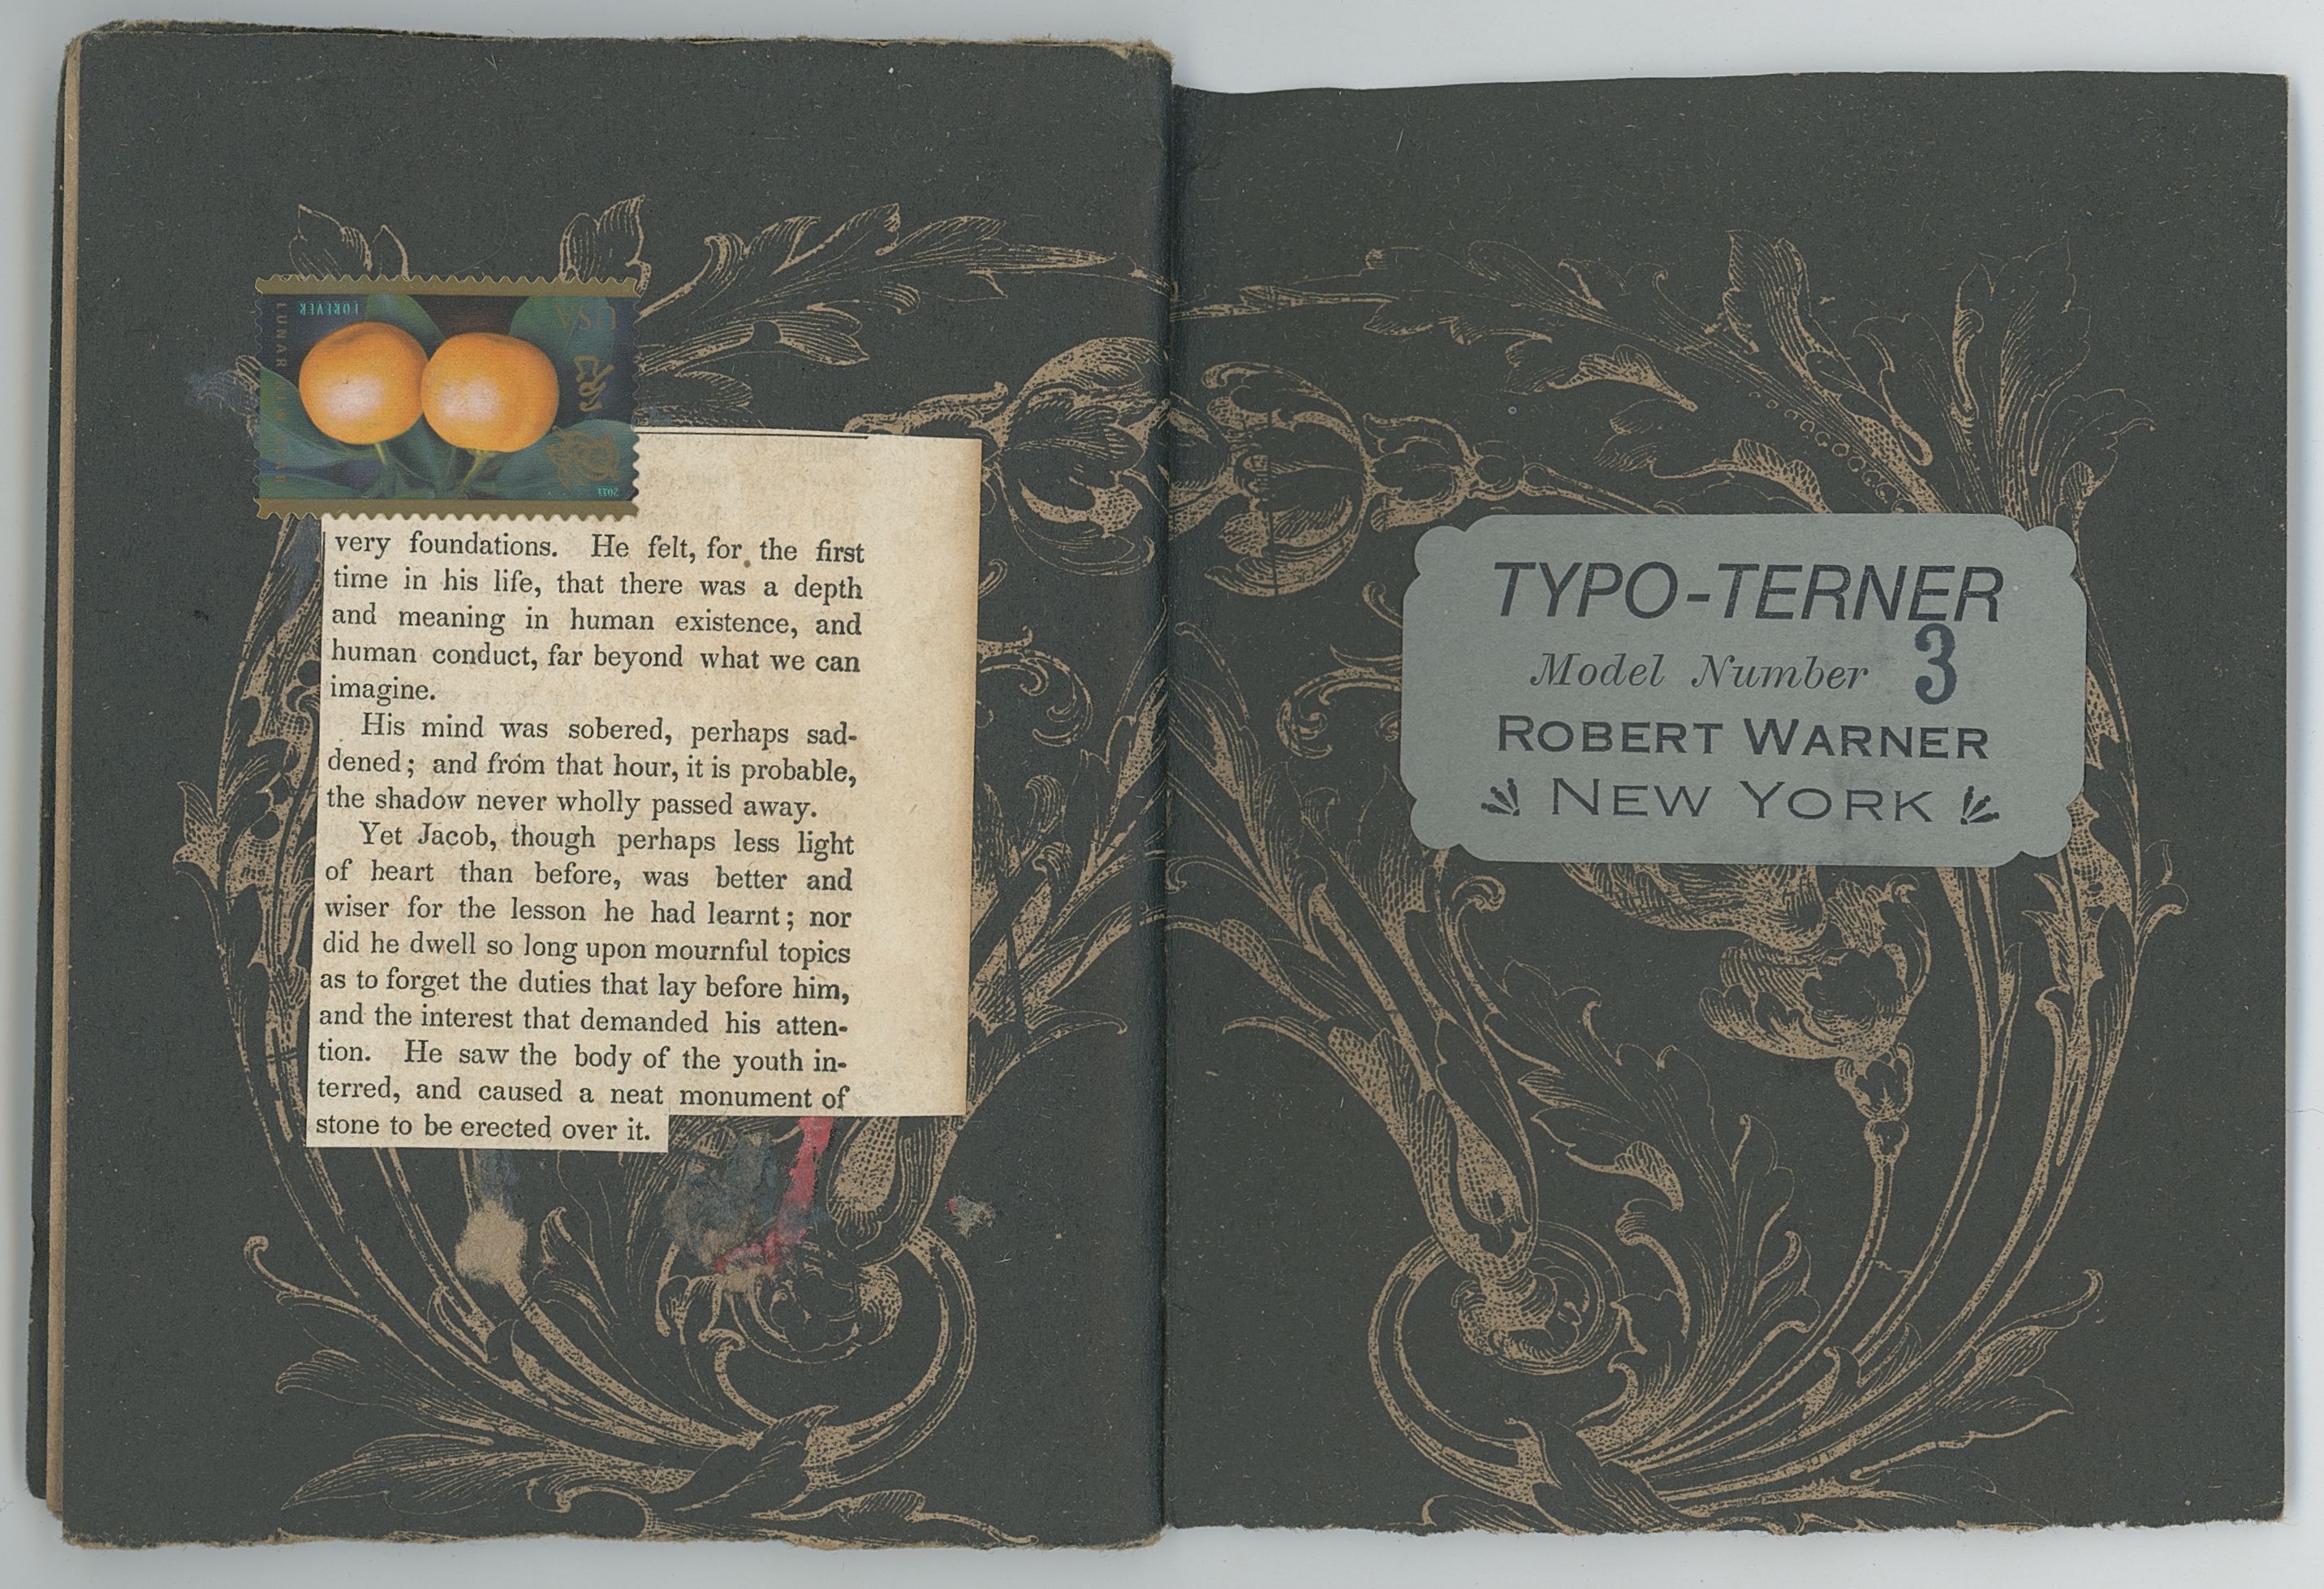 FOREVER
USA
LUNAR
2011
very foundations. He felt, for the first
time in his life, that there was a depth
and meaning in human existence, and
human conduct, far beyond what we can
imagine.
His mind was sobered, perhaps sad-
dened; and from that hour, it is probable,
the shadow never wholly passed away.
Yet Jacob, though perhaps less light
of heart than before, was better and
wiser for the lesson he had learnt; nor
did he dwell so long upon mournful topics
as to forget the duties that lay before him,
and the interest that demanded his atten-
tion. He saw the body of the youth in-
terred, and caused a neat monument of
stone to be erected over it.
TYPO-TERNER
Model Number 3
ROBERT WARNER
NEW YORK